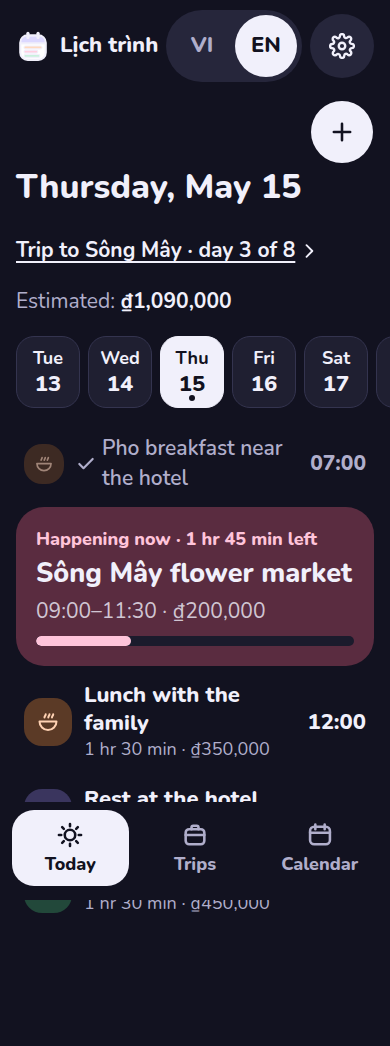 Lịch trình
VI
EN
Thursday, May 15
Trip to Sông Mây · day 3 of 8
Estimated: ₫1,090,000
Tue
13
Wed
14
Thu
15
Fri
16
Sat
17
Pho breakfast near
the hotel
07:00
Happening now · 1 hr 45 min left
Sông Mây flower market
09:00–11:30 · ₫200,000
Lunch with the
family
1 hr 30 min · ₫350,000
12:00
Rest at the hotel
Today
Trips
Calendar
1 hr 30 min · ₫450,000